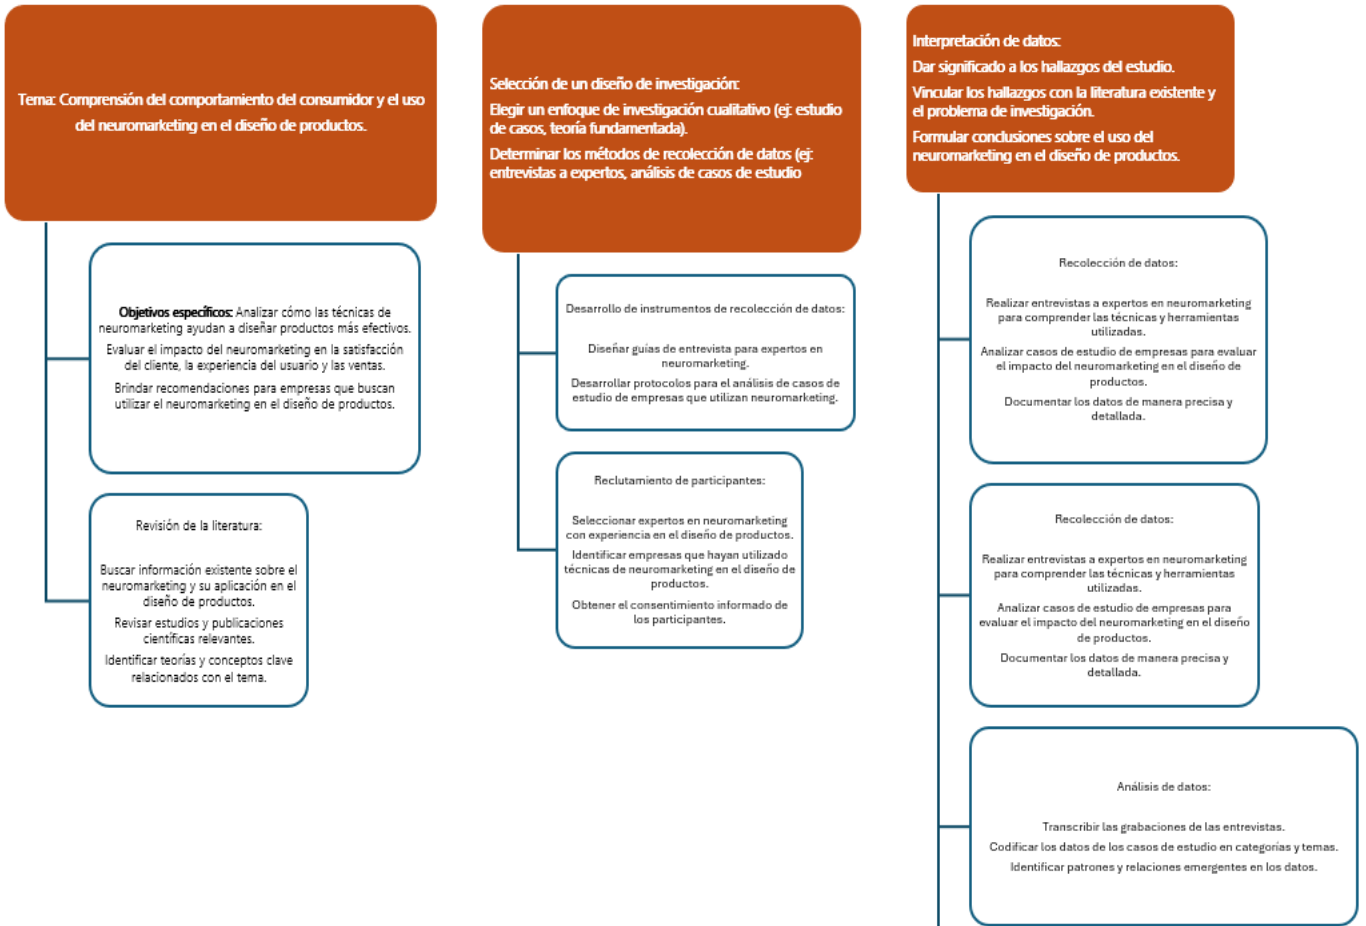 Tema: Comprensión del comportamiento del consumidor y el uso
del neuromarketing en el diseño de productos.
Objetivos específicos: Analizar cómo las técnicas de
neuromarketing ayudan a diseñar productos más efectivos.
Evaluar el impacto del neuromarketing en la satisfacción
del cliente, la experiencia del usuario y las ventas.
Brindar recomendaciones para empresas que buscan
utilizar el neuromarketing en el diseño de productos.
Revisión de la literatura:
Buscar información existente sobre el
neuromarketing y su aplicación en el
diseño de productos.
Revisar estudios y publicaciones
científicas relevantes.
Identificar teorías y conceptos clave
relacionados con el tema.
Selección de un diseño de investigación:
Elegir un enfoque de investigación cualitativo (ej: estudio
de casos, teoría fundamentada).
Determinar los métodos de recolección de datos (ej:
entrevistas a expertos, análisis de casos de estudio
Desarrollo de instrumentos de recolección de datos:
Diseñar guías de entrevista para expertos en
neuromarketing.
Desarrollar protocolos para el análisis de casos de
estudio de empresas que utilizan neuromarketing.
Reclutamiento de participantes:
Seleccionar expertos en neuromarketing
con experiencia en el diseño de productos.
Identificar empresas que hayan utilizado
técnicas de neuromarketing en el diseño de
productos.
Obtener el consentimiento informado de
los participantes.
Interpretación de datos:
Dar significado a los hallazgos del estudio.
Vincular los hallazgos con la literatura existente y
el problema de investigación.
Formular conclusiones sobre el uso del
neuromarketing en el diseño de productos.
Recolección de datos:
Realizar entrevistas a expertos en neuromarketing
para comprender las técnicas y herramientas
utilizadas.
Analizar casos de estudio de empresas para evaluar
el impacto del neuromarketing en el diseño de
productos.
Documentar los datos de manera precisa y
detallada.
Recolección de datos:
Realizar entrevistas a expertos en neuromarketing
para comprender las técnicas y herramientas
utilizadas.
Analizar casos de estudio de empresas para
evaluar el impacto del neuromarketing en el diseño
de productos.
Documentar los datos de manera precisa y
detallada.
Análisis de datos:
Transcribir las grabaciones de las entrevistas.
Codificar los datos de los casos de estudio en categorías y temas.
Identificar patrones y relaciones emergentes en los datos.